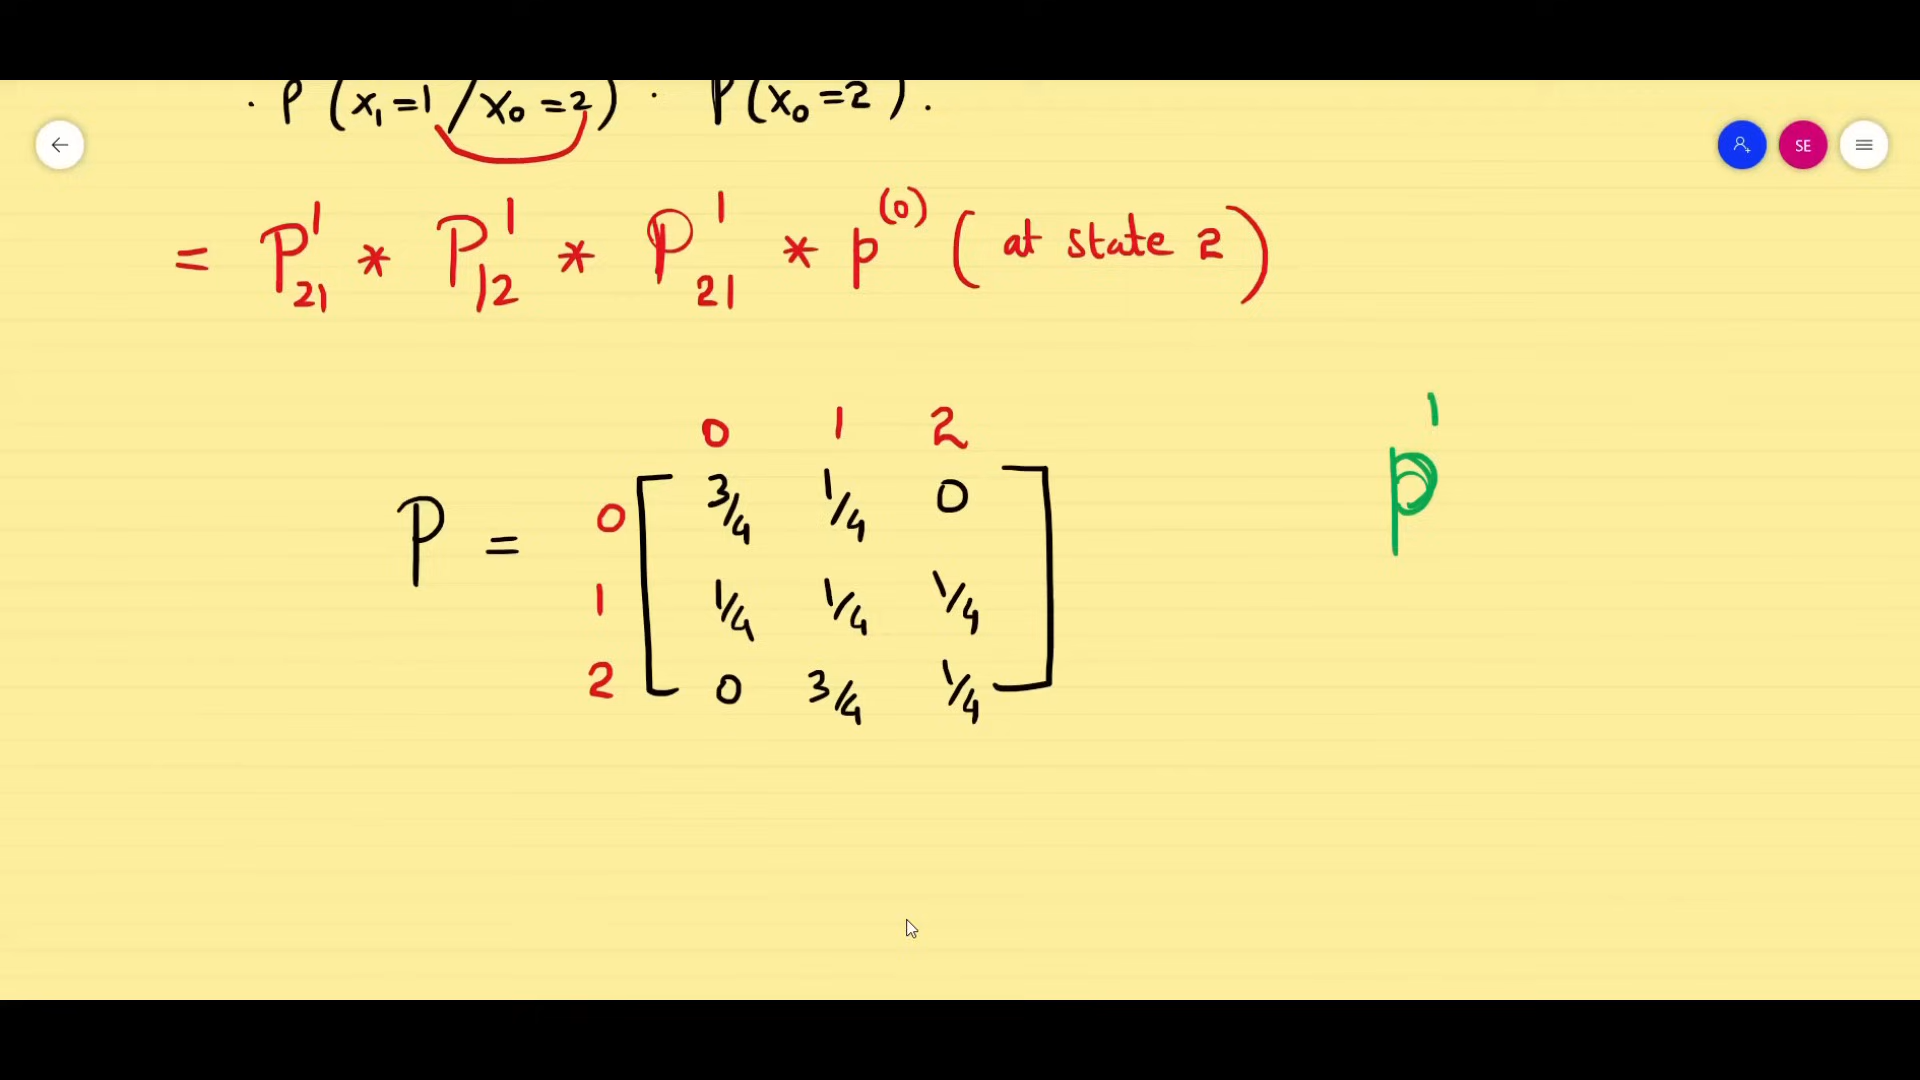 . P(x₁=1/x₀=2) . P(x₀=2).
SE
= P¹₂₁ * P¹₁₂ * P¹₂₁ * p⁽⁰⁾ (at state 2)
0 1 2 P¹
P = 0 [ 3/4 1/4 0
1 1/4 1/4 1/4
2 0 3/4 1/4 ]